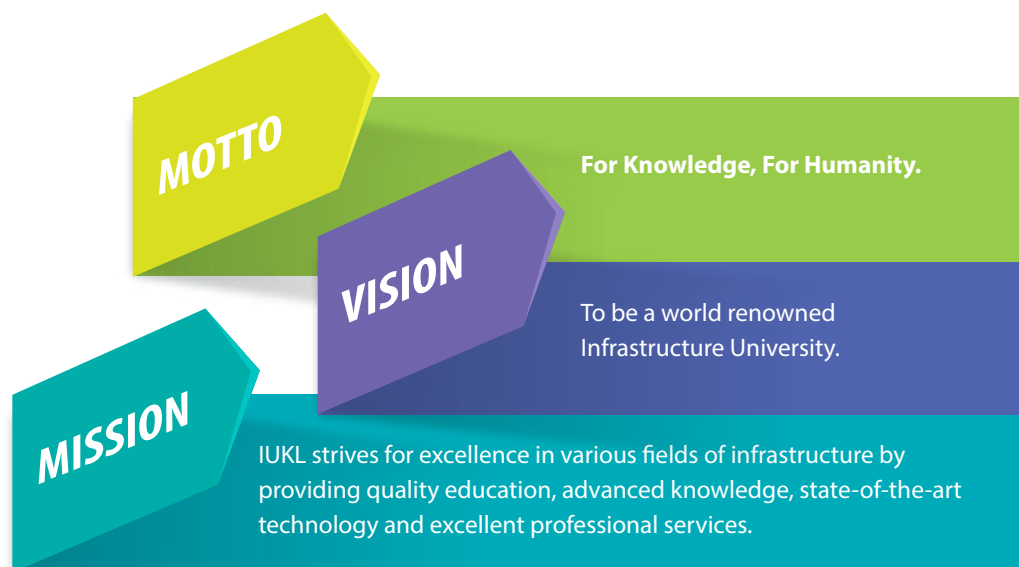 MOTTO
For Knowledge, For Humanity.
VISION
To be a world renowned
Infrastructure University.
MISSION
IUKL strives for excellence in various fields of infrastructure by
providing quality education, advanced knowledge, state-of-the-art
technology and excellent professional services.